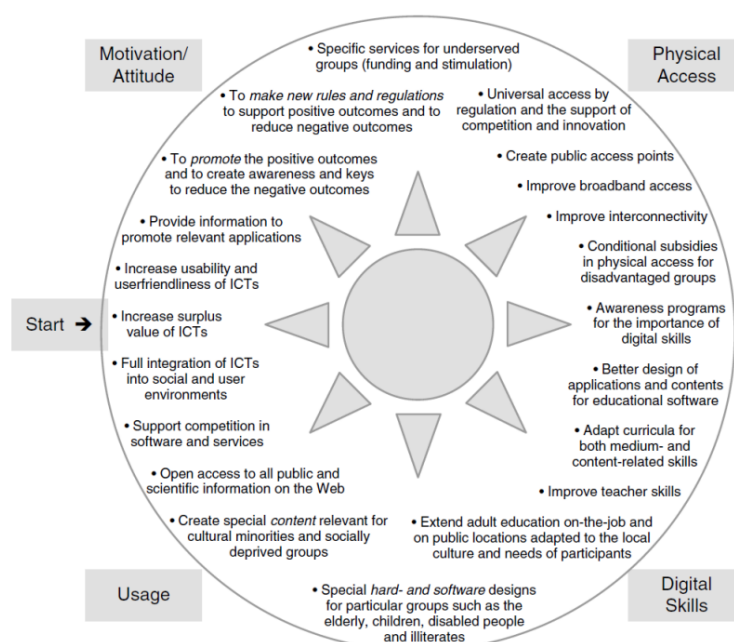 Motivation/
Attitude
Physical
Access
• Specific services for underserved
groups (funding and stimulation)
• To make new rules and regulations
to support positive outcomes and to
reduce negative outcomes
• Universal access by
regulation and the support of
competition and innovation
• To promote the positive outcomes
and to create awareness and keys
to reduce the negative outcomes
• Create public access points
• Improve broadband access
• Provide information to
promote relevant applications
• Improve interconnectivity
• Increase usability and
userfriendliness of ICTs
• Conditional subsidies
in physical access for
disadvantaged groups
Start ➔
• Increase surplus
value of ICTs
• Awareness programs
for the importance of
digital skills
• Full integration of ICTs
into social and user
environments
• Better design of
applications and contents
for educational software
• Support competition in
software and services
• Adapt curricula for
both medium- and
content-related skills
• Open access to all public and
scientific information on the Web
• Improve teacher skills
• Create special content relevant for
cultural minorities and socially
deprived groups
• Extend adult education on-the-job and
on public locations adapted to the local
culture and needs of participants
Usage
• Special hard- and software designs
for particular groups such as the
elderly, children, disabled people
and illiterates
Digital
Skills